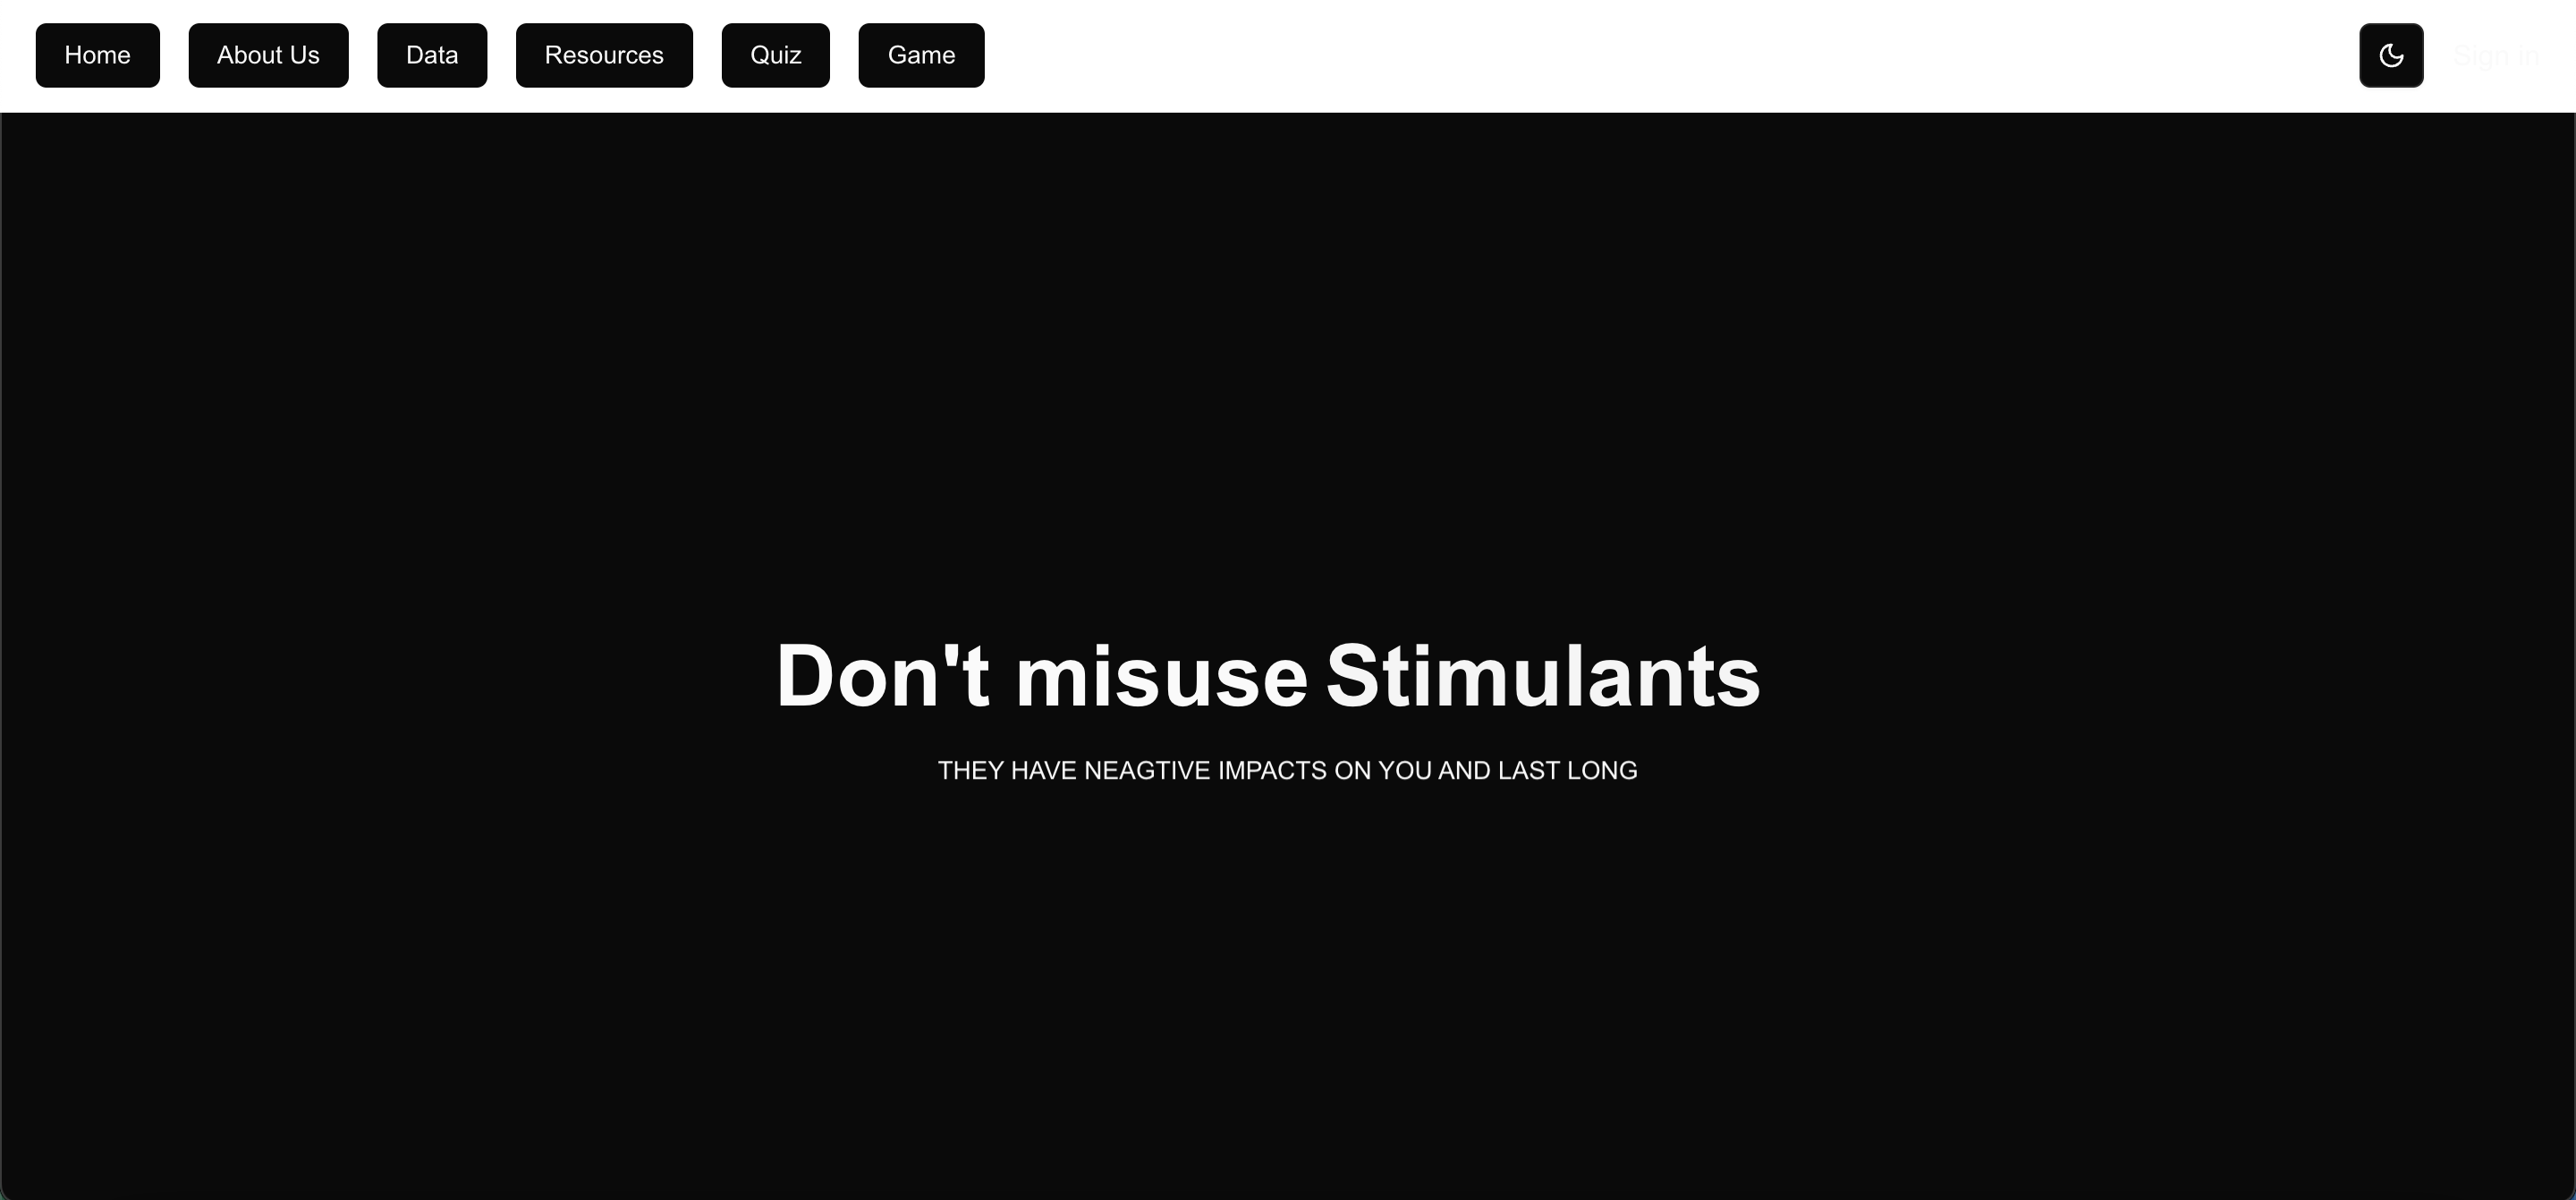 Home About Us Data Resources Quiz Game Sign in
Don't misuse Stimulants
THEY HAVE NEAGTIVE IMPACTS ON YOU AND LAST LONG